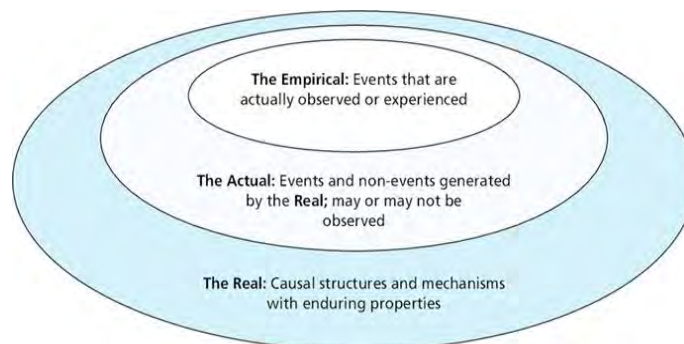 The Empirical: Events that are
actually observed or experienced
The Actual: Events and non-events generated
by the Real; may or may not be
observed
The Real: Causal structures and mechanisms
with enduring properties